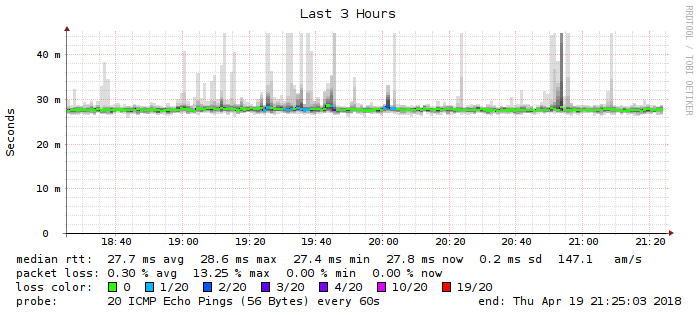 Last 3 Hours
RRDTOOL / TOBI OETIKER
Seconds
40 m
30 m
20 m
10 m
0
18:40 19:00 19:20 19:40 20:00 20:20 20:40 21:00 21:20
median rtt: 27.7 ms avg 28.6 ms max 27.4 ms min 27.8 ms now 0.2 ms sd 147.1 am/s
packet loss: 0.30 % avg 13.25 % max 0.00 % min 0.00 % now
loss color: 0 1/20 2/20 3/20 4/20 10/20 19/20
probe: 20 ICMP Echo Pings (56 Bytes) every 60s end: Thu Apr 19 21:25:03 2018